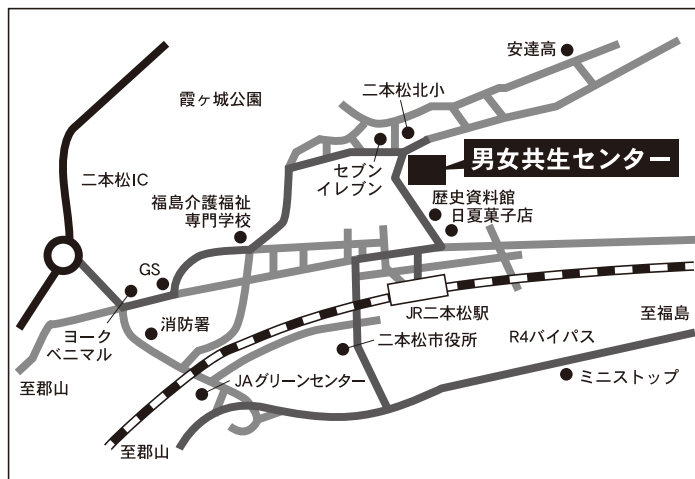 安達高
霞ヶ城公園
二本松北小
男女共生センター
セブン
イレブン
二本松IC
福島介護福祉
専門学校
歴史資料館
日夏菓子店
GS
JR二本松駅
至福島
消防署
ヨーク
ベニマル
二本松市役所
R4バイパス
至郡山
JAグリーンセンター
ミニストップ
至郡山